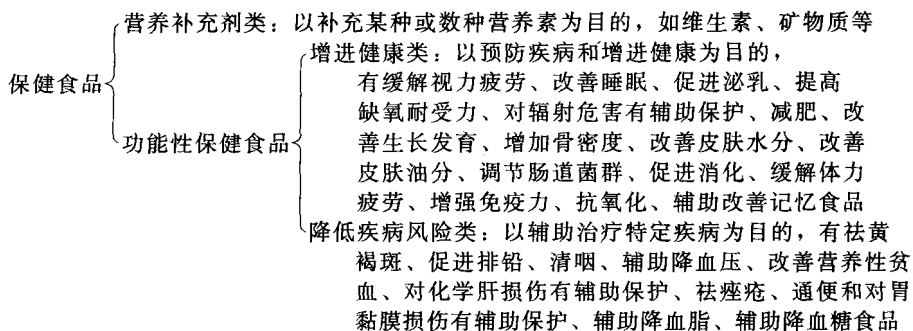 营养补充剂类：以补充某种或数种营养素为目的，如维生素、矿物质等
增进健康类：以预防疾病和增进健康为目的，
有缓解视力疲劳、改善睡眠、促进泌乳、提高
保健食品
缺氧耐受力、对辐射危害有辅助保护、减肥、改
功能性保健食品
善生长发育、增加骨密度、改善皮肤水分、改善
皮肤油分、调节肠道菌群、促进消化、缓解体力
疲劳、增强免疫力、抗氧化、辅助改善记忆食品
降低疾病风险类：以辅助治疗特定疾病为目的，有祛黄
褐斑、促进排铅、清咽、辅助降血压、改善营养性贫
血、对化学肝损伤有辅助保护、祛痤疮、通便和对胃
黏膜损伤有辅助保护、辅助降血脂、辅助降血糖食品